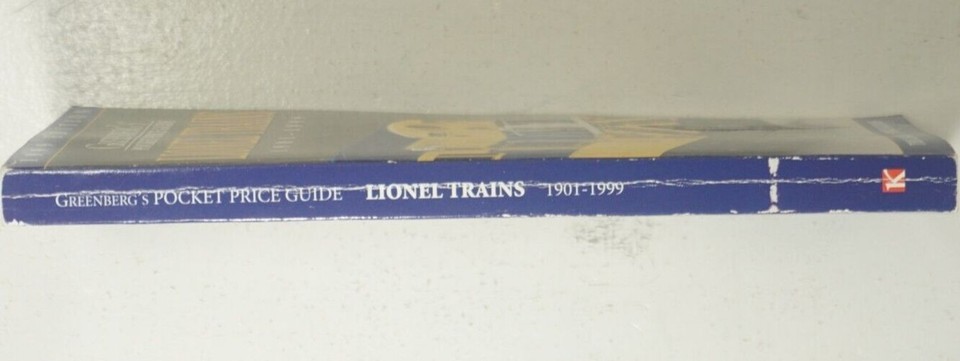 GREENBERG'S POCKET PRICE GUIDE LIONEL TRAINS 1901-1999
K